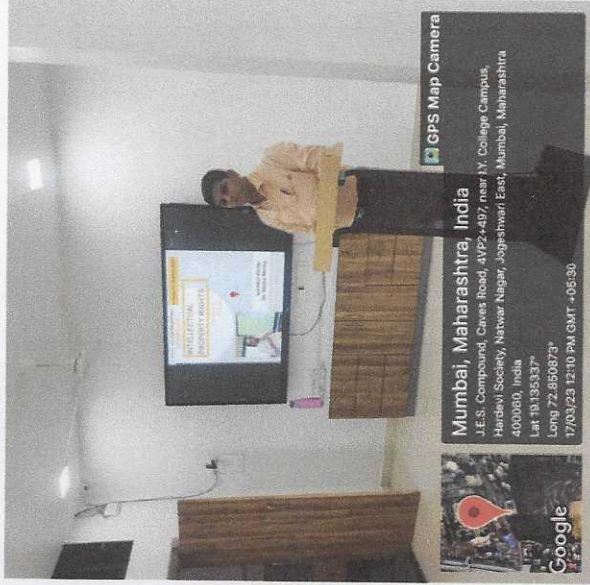 INTELLECTUAL
PROPERTY RIGHTS
GPS Map Camera
Mumbai, Maharashtra, India
J.E.S. Compound, Caves Road, 4VP2+497, near I.Y. College Campus,
Hardevi Society, Natwar Nagar, Jogeshwari East, Mumbai, Maharashtra
400060, India
Lat 19.135337°
Long 72.850873°
17/03/23 12:10 PM GMT +05:30
Google